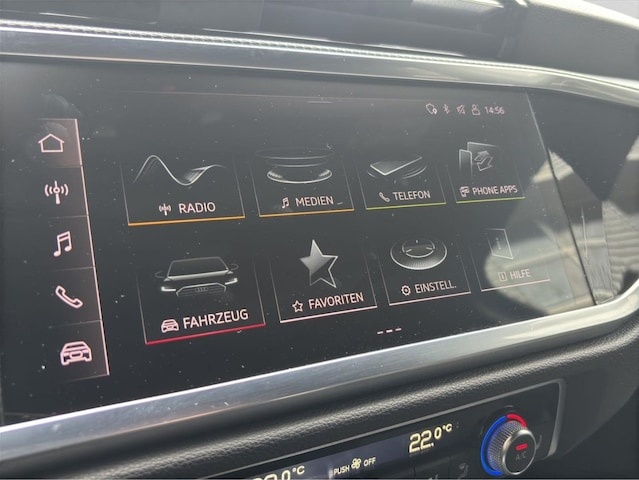 14:56
RADIO
MEDIEN
TELEFON
PHONE APPS
FAHRZEUG
FAVORITEN
EINSTELL.
HILFE
PUSH OFF
22.0°C
A/C